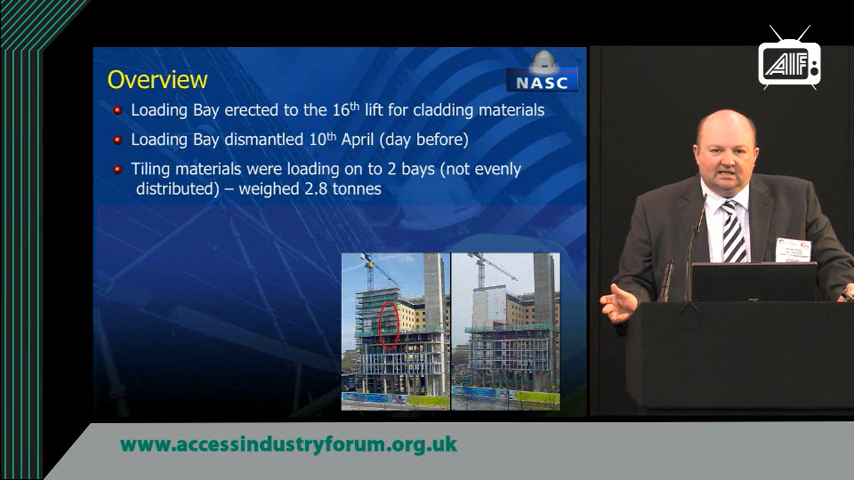 AIF
Overview
NASC
Loading Bay erected to the 16th lift for cladding materials
Loading Bay dismantled 10th April (day before)
Tiling materials were loading on to 2 bays (not evenly
distributed) – weighed 2.8 tonnes
www.accessindustryforum.org.uk